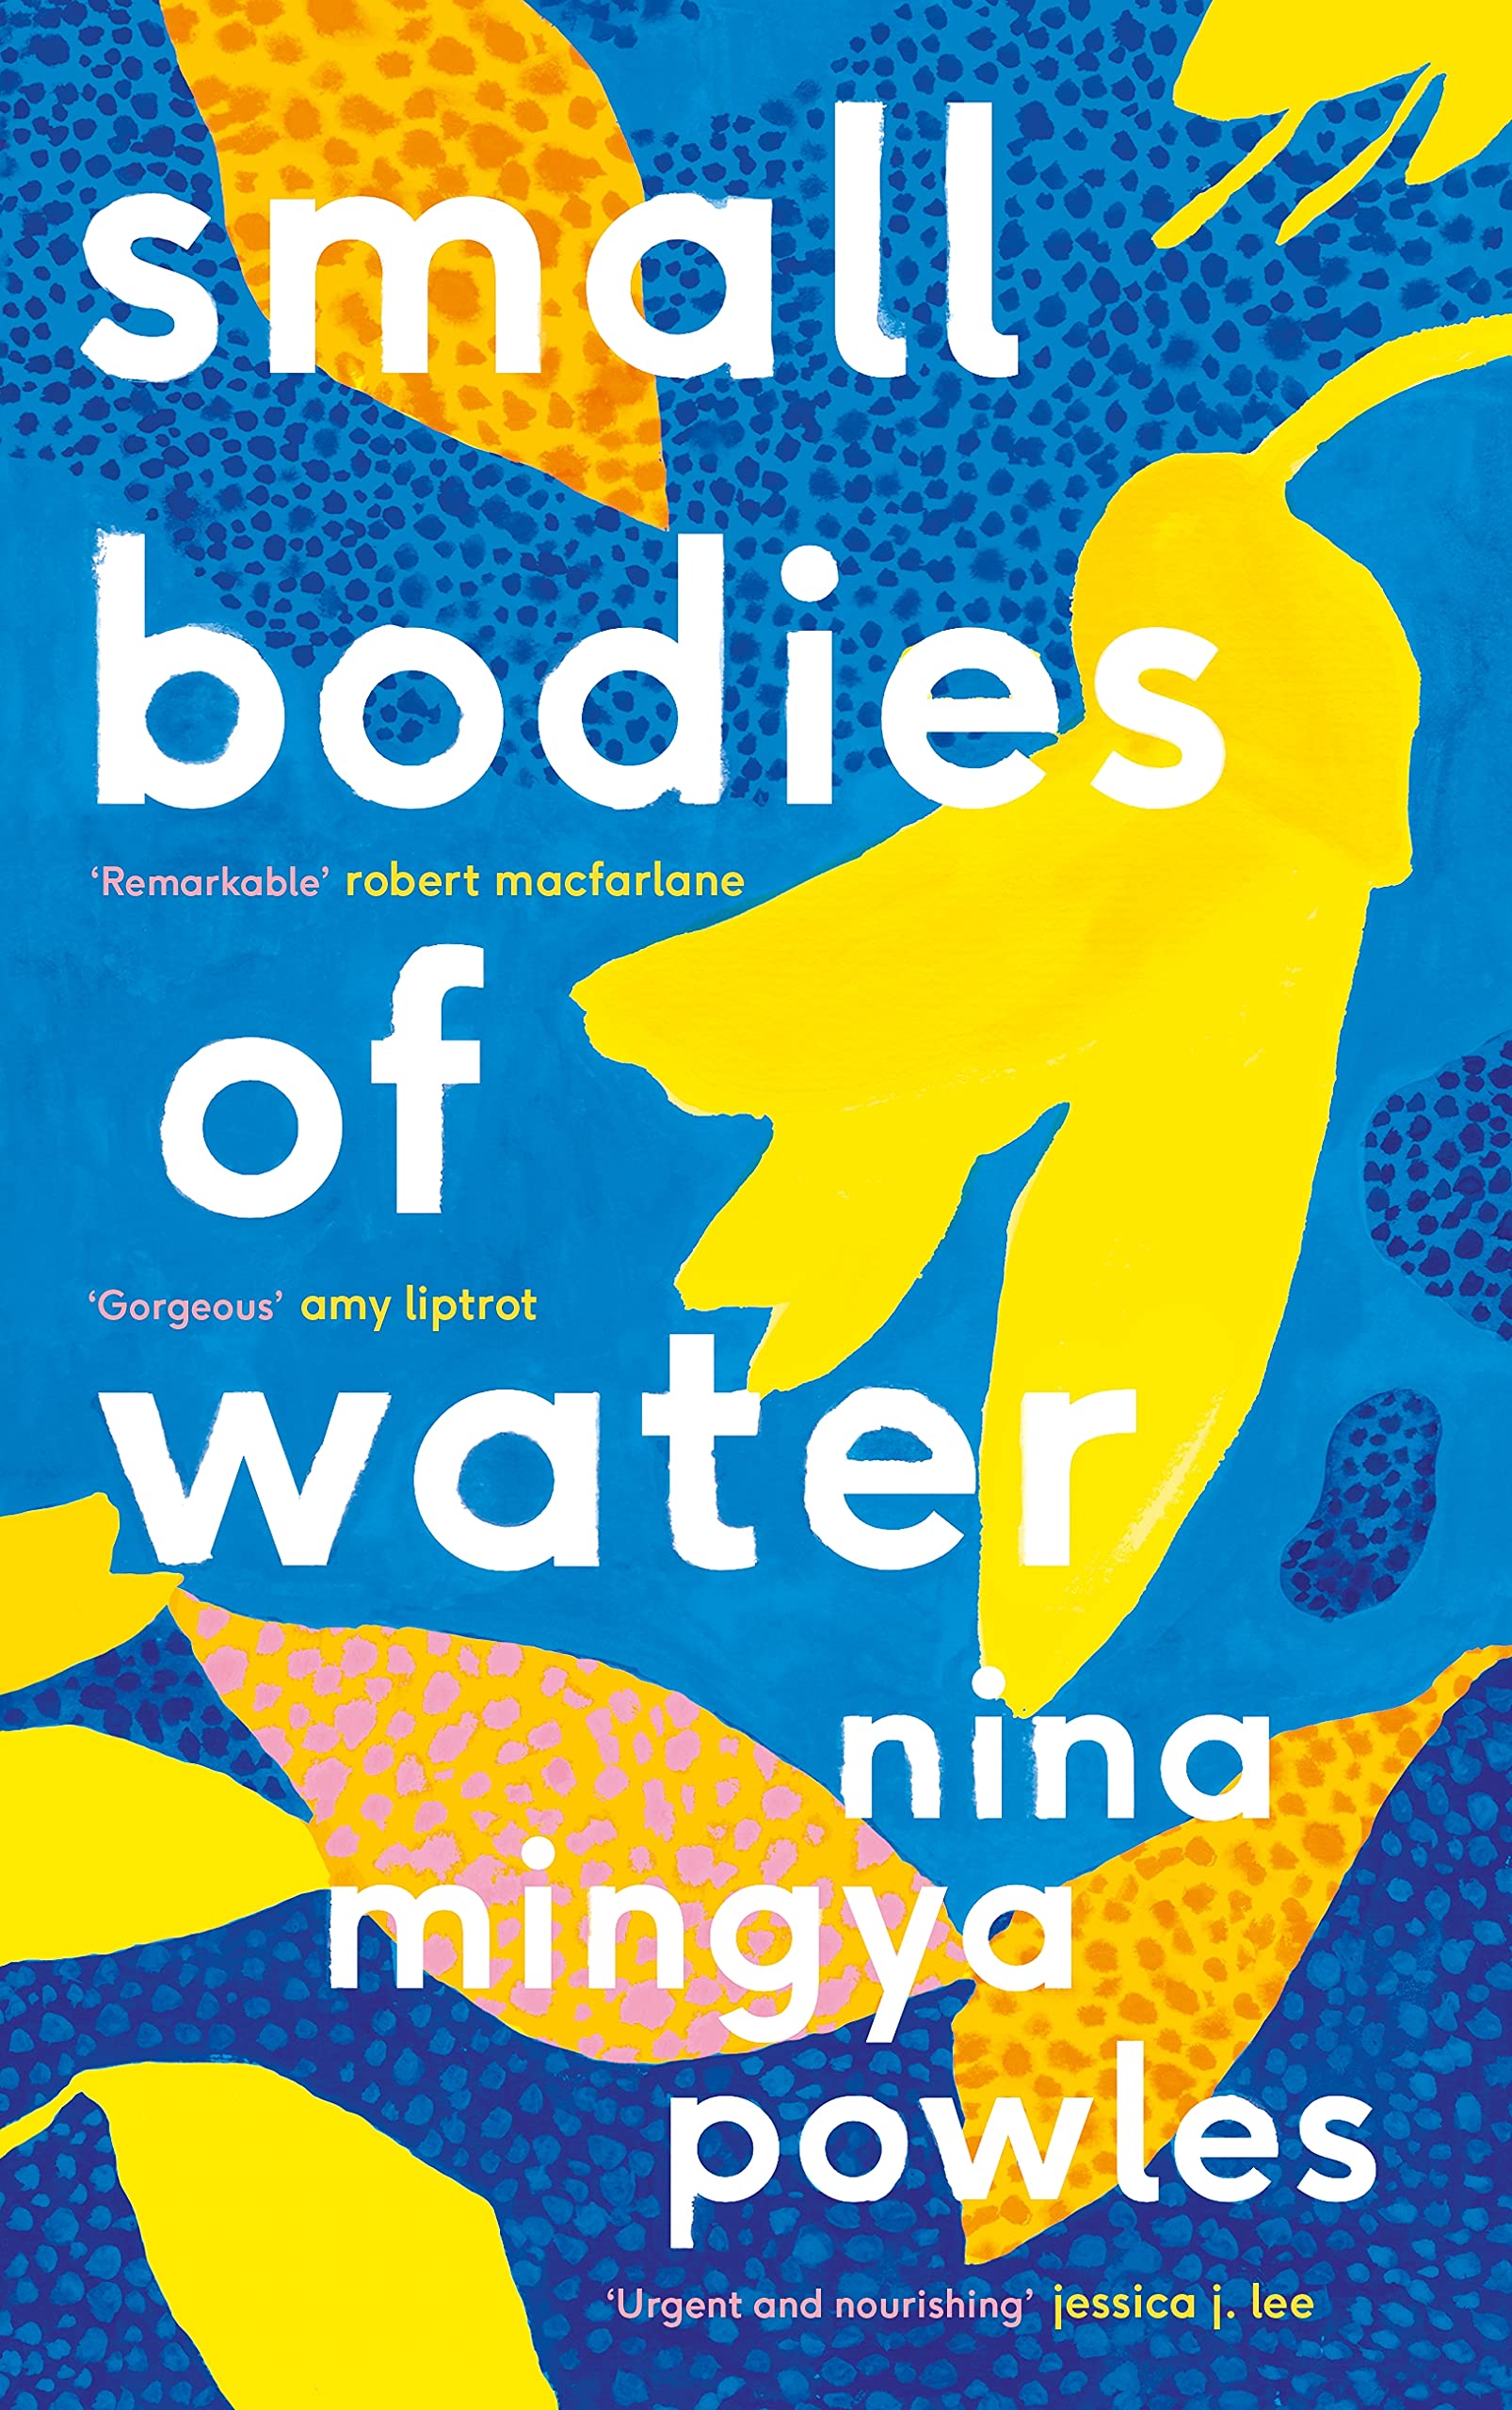 small
bodies
‘Remarkable’ robert macfarlane
of
‘Gorgeous’ amy liptrot
water
nina
mingya
powles
‘Urgent and nourishing’ jessica j. lee